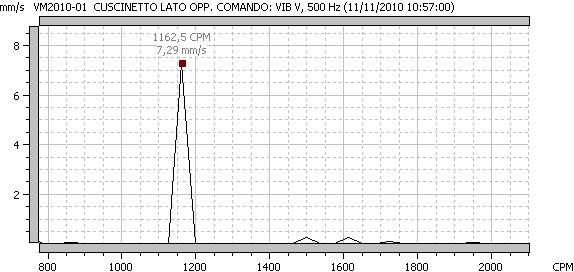 mm/s VM2010-01 CUSCINETTO LATO OPP. COMANDO: VIB V, 500 Hz (11/11/2010 10:57:00)
1162,5 CPM
7,29 mm/s
8
6
4
2
800 1000 1200 1400 1600 1800 2000 CPM